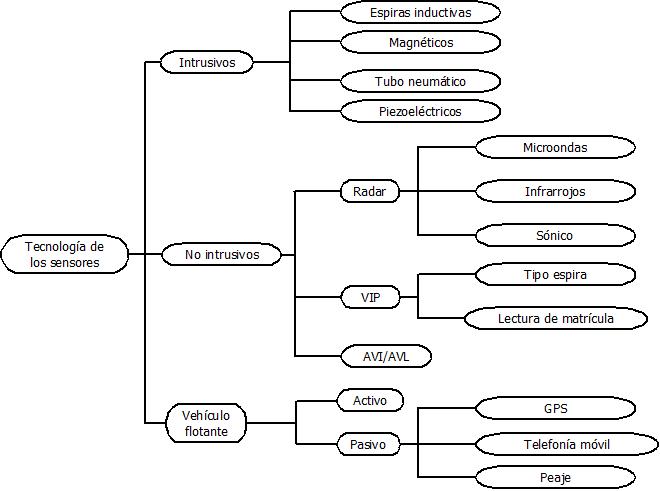 Tecnología de
los sensores
Intrusivos
Espiras inductivas
Magnéticos
Tubo neumático
Piezoeléctricos
No intrusivos
Radar
Microondas
Infrarrojos
Sónico
VIP
Tipo espira
Lectura de matrícula
AVI/AVL
Vehículo
flotante
Activo
Pasivo
GPS
Telefonía móvil
Peaje